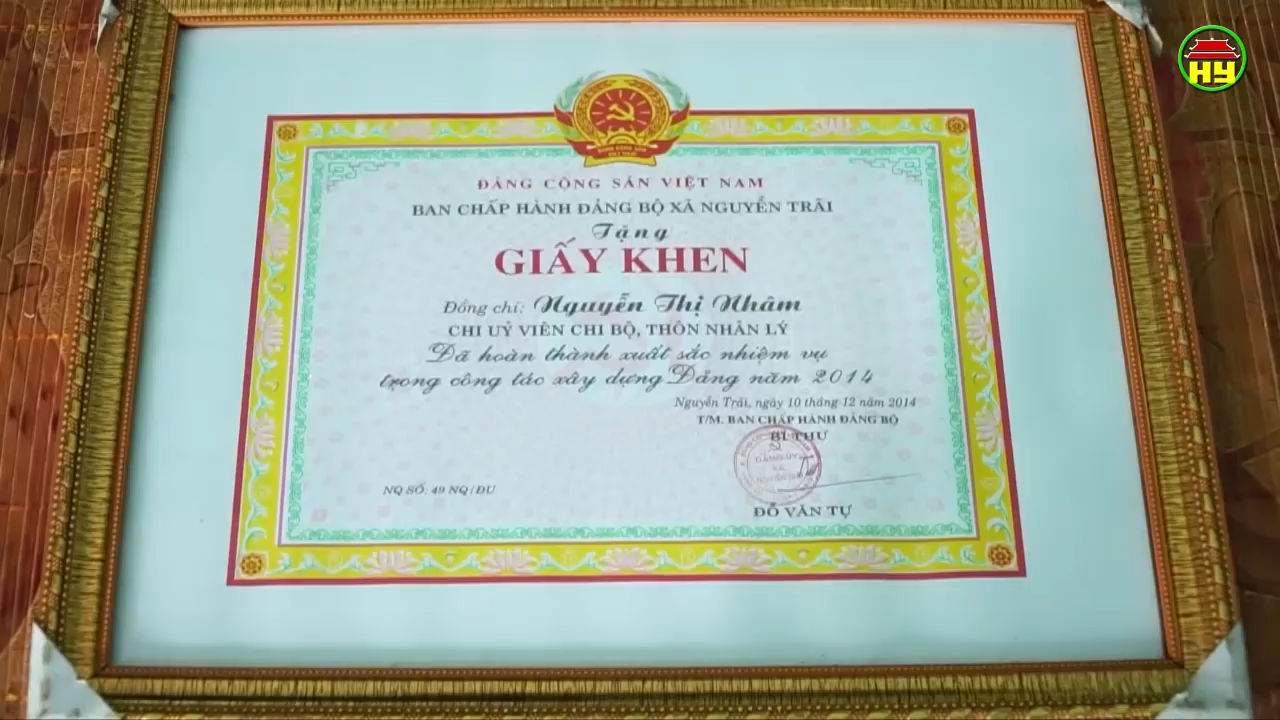 HY
ĐẢNG CỘNG SẢN VIỆT NAM
BAN CHẤP HÀNH ĐẢNG BỘ XÃ NGUYỄN TRÃI
Tặng
GIẤY KHEN
Đồng chí: Nguyễn Thị Nhâm
CHI UỶ VIÊN CHI BỘ, THÔN NHÂN LÝ
Đã hoàn thành xuất sắc nhiệm vụ
trong công tác xây dựng Đảng năm 2014
Nguyễn Trãi, ngày 10 tháng 12 năm 2014
T/M. BAN CHẤP HÀNH ĐẢNG BỘ
BÍ THƯ
ĐẢNG UỶ
XÃ
NQ SỐ: 49 NQ/ĐU
ĐỖ VĂN TỰ